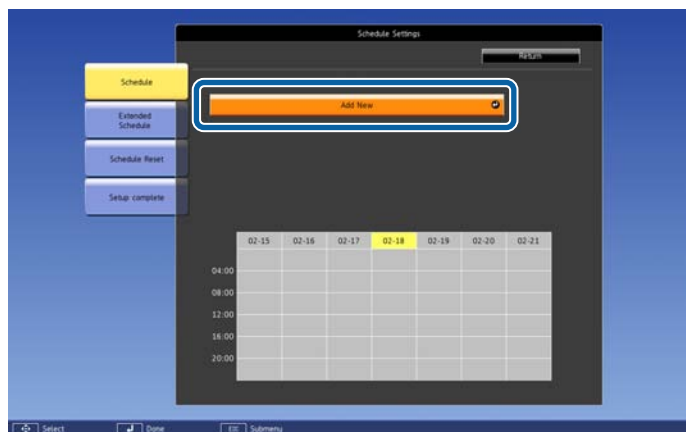 Schedule Settings
Return
Schedule
Add New
Extended
Schedule
Schedule Reset
Setup complete
02-15 02-16 02-17 02-18 02-19 02-20 02-21
04:00
08:00
12:00
16:00
20:00
Select Done Esc Submenu